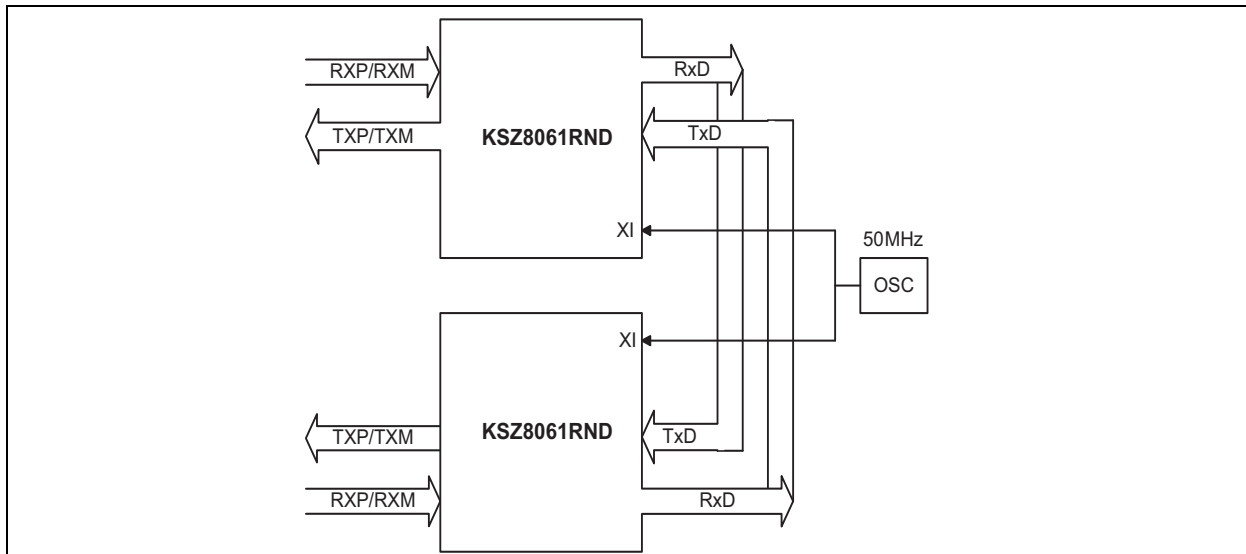 RXP/RXM
RxD
TXP/TXM
KSZ8061RND
TxD
XI
50MHz
OSC
XI
TXP/TXM
KSZ8061RND
TxD
RXP/RXM
RxD